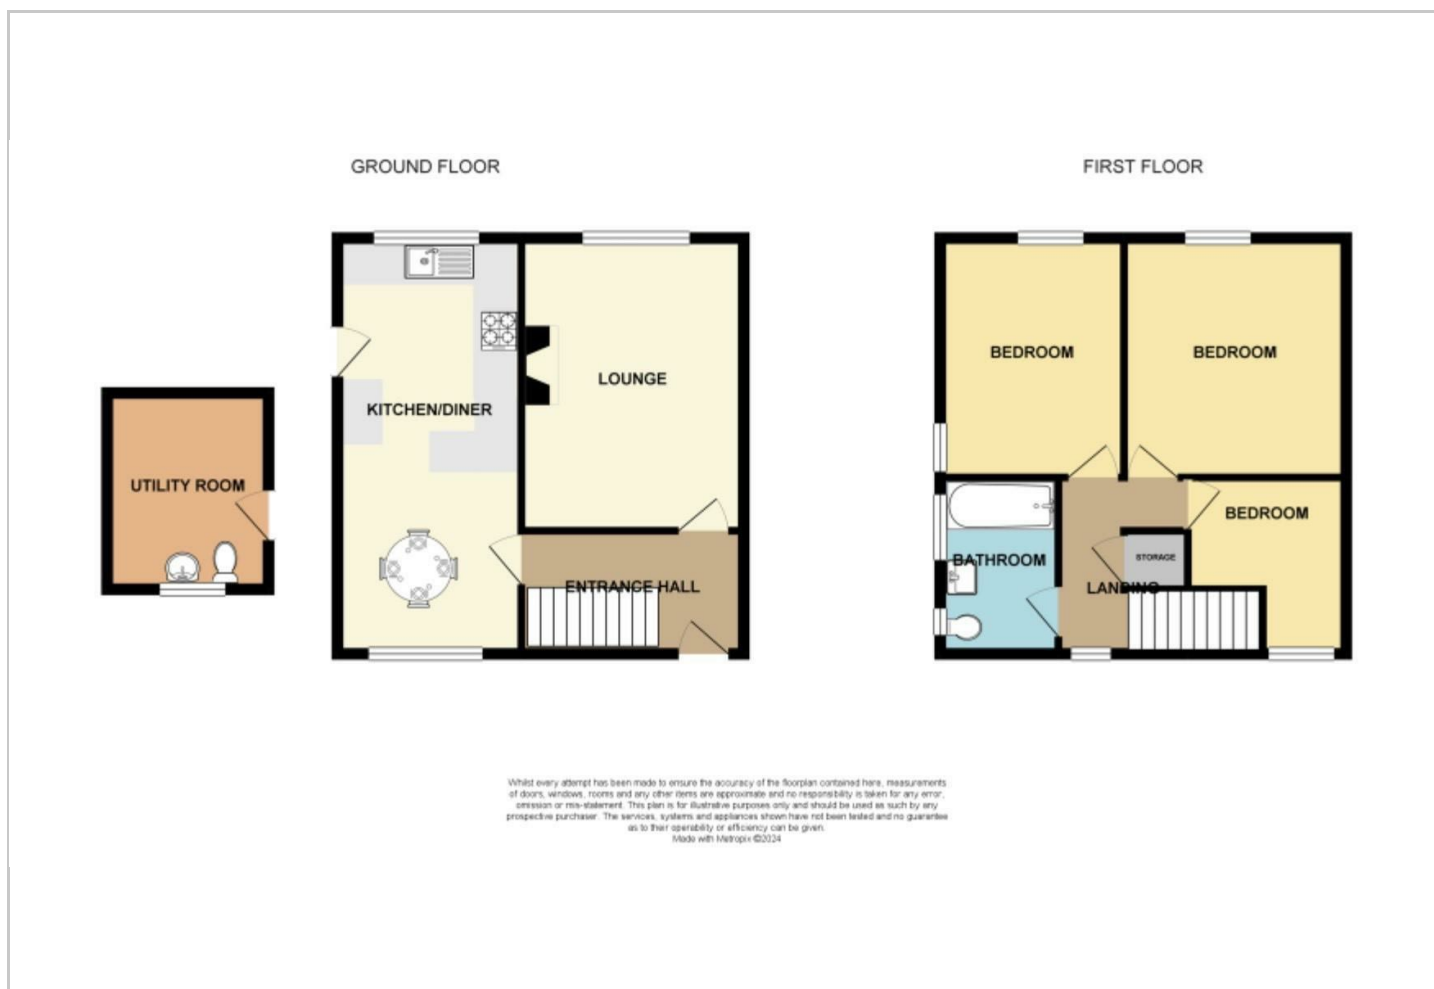 GROUND FLOOR
FIRST FLOOR
BEDROOM
BEDROOM
LOUNGE
KITCHEN/DINER
UTILITY ROOM
BEDROOM
BATHROOM
STORAGE
ENTRANCE HALL
LANDING
Whilst every attempt has been made to ensure the accuracy of the floorplan contained here, measurements
of doors, windows, rooms and any other items are approximate and no responsibility is taken for any error,
omission or mis-statement. This plan is for illustrative purposes only and should be used as such by any
prospective purchaser. The services, systems and appliances shown have not been tested and no guarantee
as to their operability or efficiency can be given.
Made with Metropix ©2024